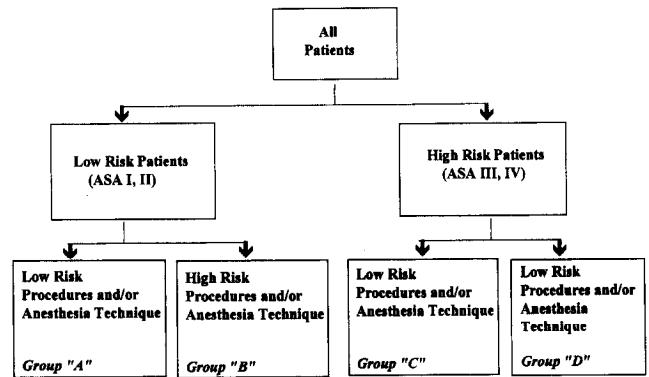 All
Patients
Low Risk Patients
(ASA I, II)
High Risk Patients
(ASA III, IV)
Low Risk
Procedures and/or
Anesthesia Technique
Group "A"
High Risk
Procedures and/or
Anesthesia Technique
Group "B"
Low Risk
Procedures and/or
Anesthesia Technique
Group "C"
Low Risk
Procedures and/or
Anesthesia
Technique
Group "D"